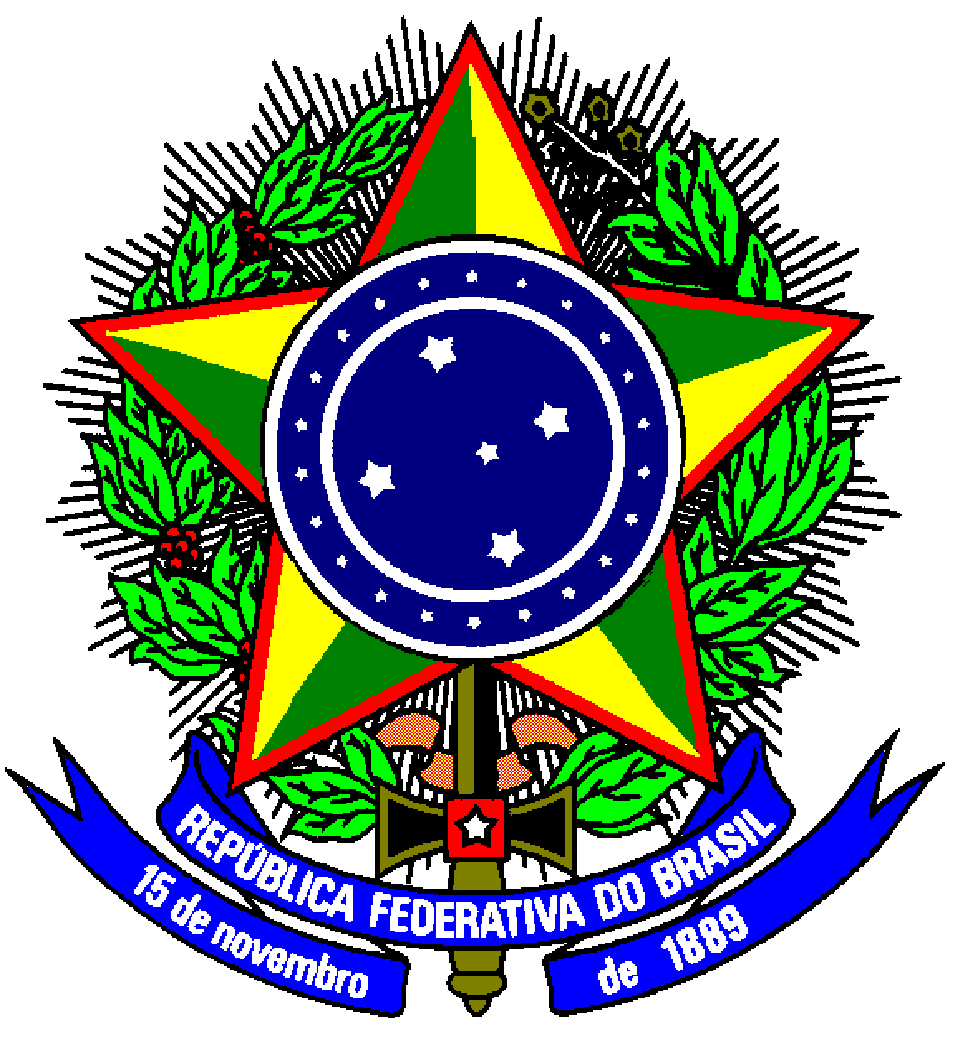 REPÚBLICA FEDERATIVA DO BRASIL
15 de novembro de 1889